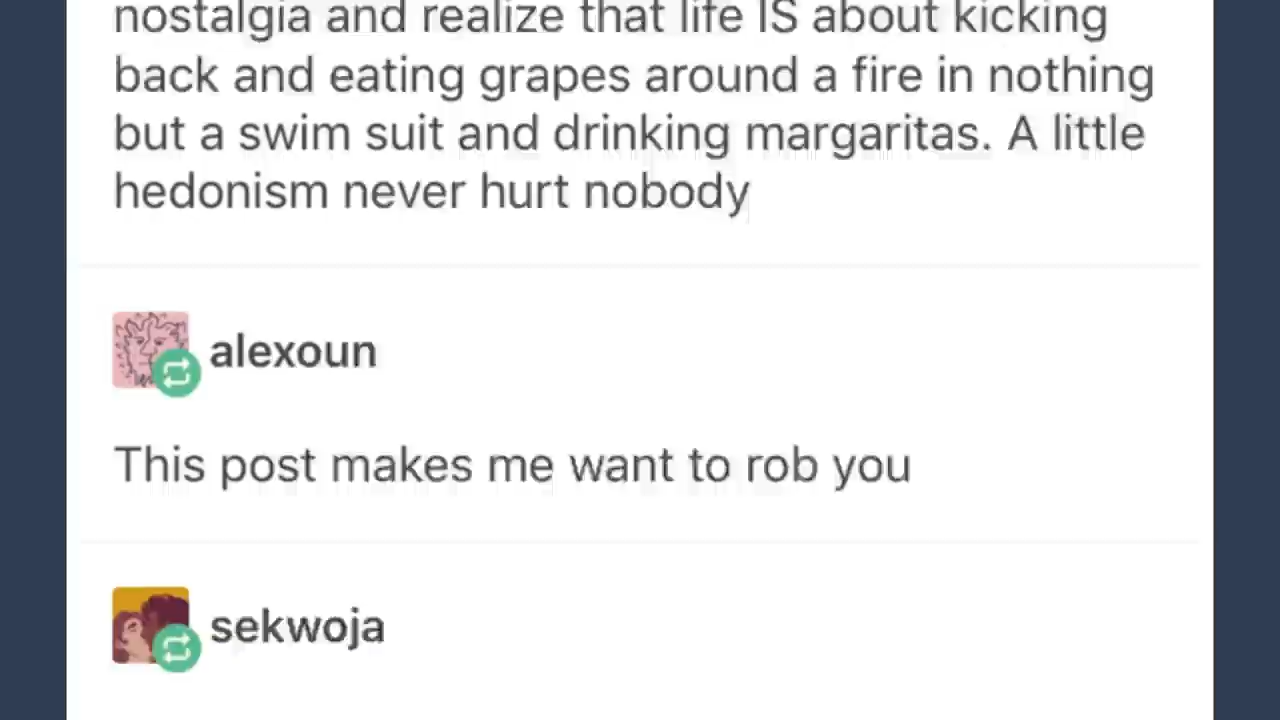 nostalgia and realize that life IS about kicking
back and eating grapes around a fire in nothing
but a swim suit and drinking margaritas. A little
hedonism never hurt nobody
alexoun
This post makes me want to rob you
sekwoja